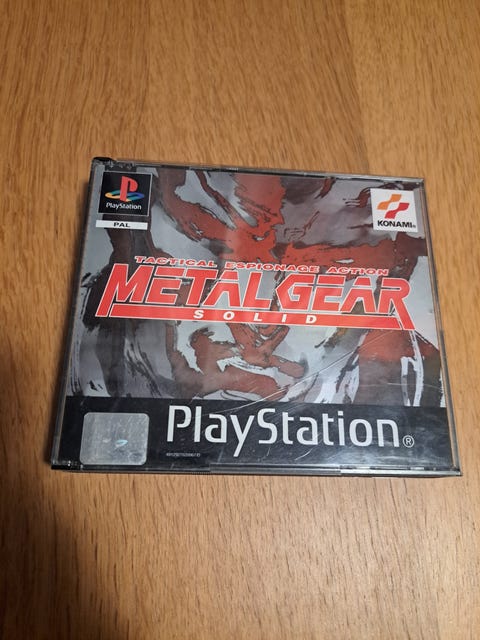 PlayStation
PAL
KONAMI®
TACTICAL ESPIONAGE ACTION
METAL GEAR
SOLID
PlayStation®